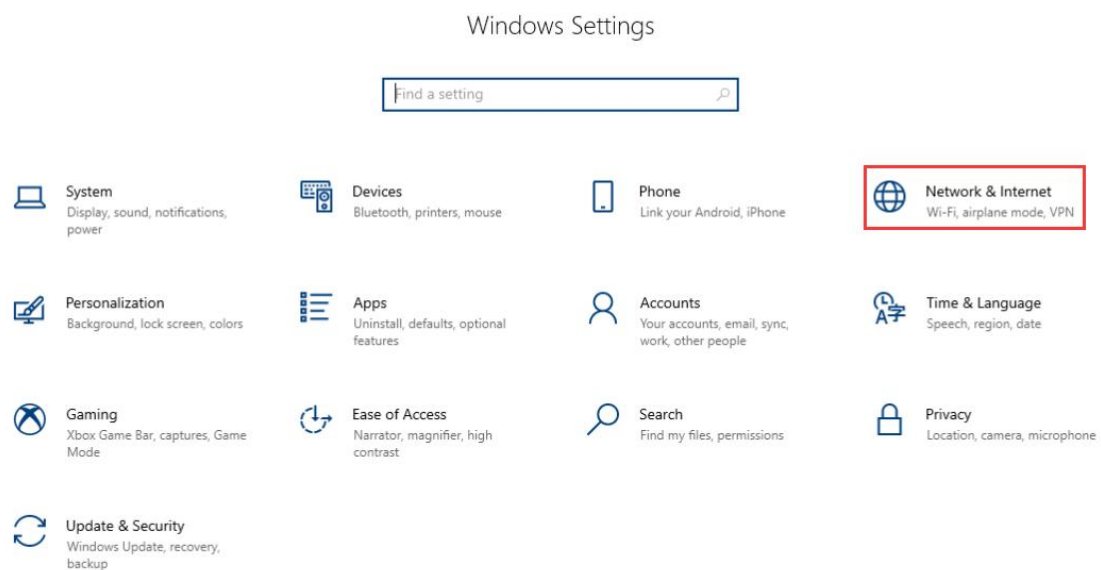 Windows Settings
Find a setting
System
Display, sound, notifications,
power
Devices
Bluetooth, printers, mouse
Phone
Link your Android, iPhone
Network & Internet
Wi-Fi, airplane mode, VPN
Personalization
Background, lock screen, colors
Apps
Uninstall, defaults, optional
features
Accounts
Your accounts, email, sync,
work, other people
Time & Language
Speech, region, date
Gaming
Xbox Game Bar, captures, Game
Mode
Ease of Access
Narrator, magnifier, high
contrast
Search
Find my files, permissions
Privacy
Location, camera, microphone
Update & Security
Windows Update, recovery,
backup